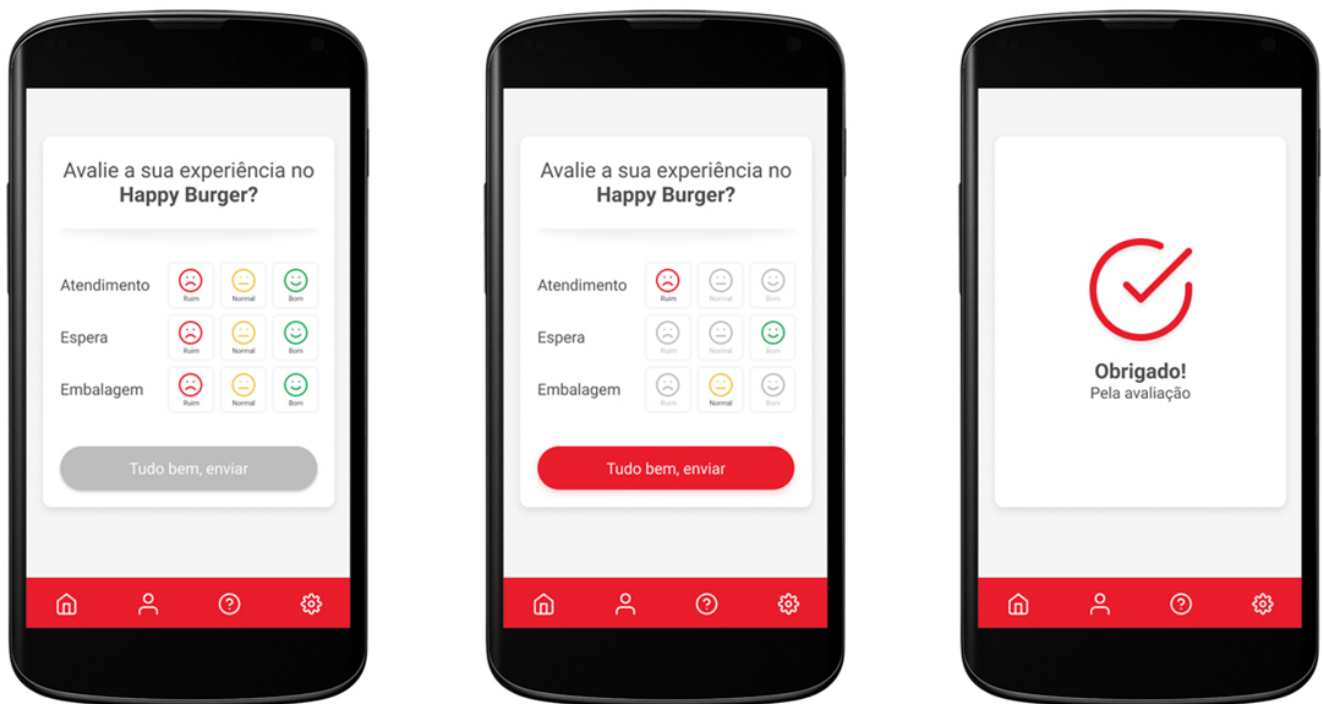 Avalie a sua experiência no
Happy Burger?
Atendimento
Ruim Normal Bom
Espera
Ruim Normal Bom
Embalagem
Ruim Normal Bom
Tudo bem, enviar
Avalie a sua experiência no
Happy Burger?
Atendimento
Ruim Normal Bom
Espera
Ruim Normal Bom
Embalagem
Ruim Normal Bom
Tudo bem, enviar
Obrigado!
Pela avaliação